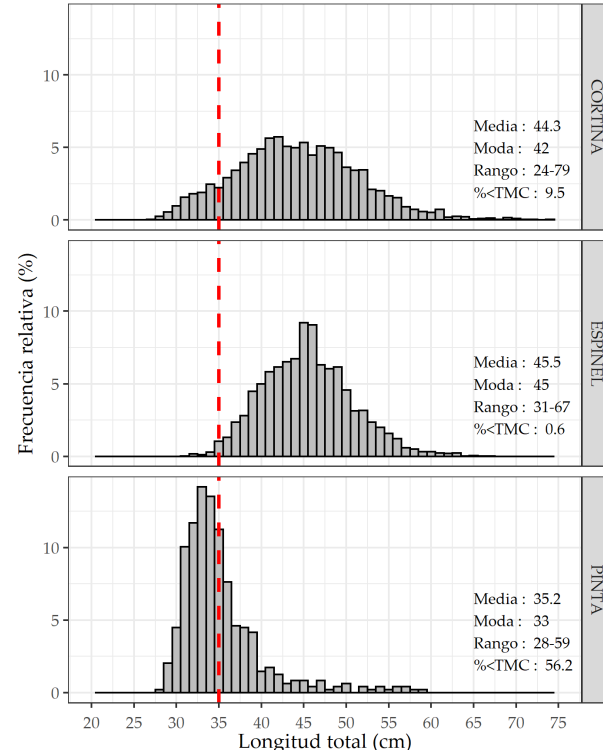 Frecuencia relativa (%)
10
5
0
Media : 44.3
Moda : 42
Rango : 24-79
%<TMC : 9.5
CORTINA
10
5
0
Media : 45.5
Moda : 45
Rango : 31-67
%<TMC : 0.6
ESPINEL
10
5
0
Media : 35.2
Moda : 33
Rango : 28-59
%<TMC : 56.2
PINTA
20 25 30 35 40 45 50 55 60 65 70 75
Longitud total (cm)